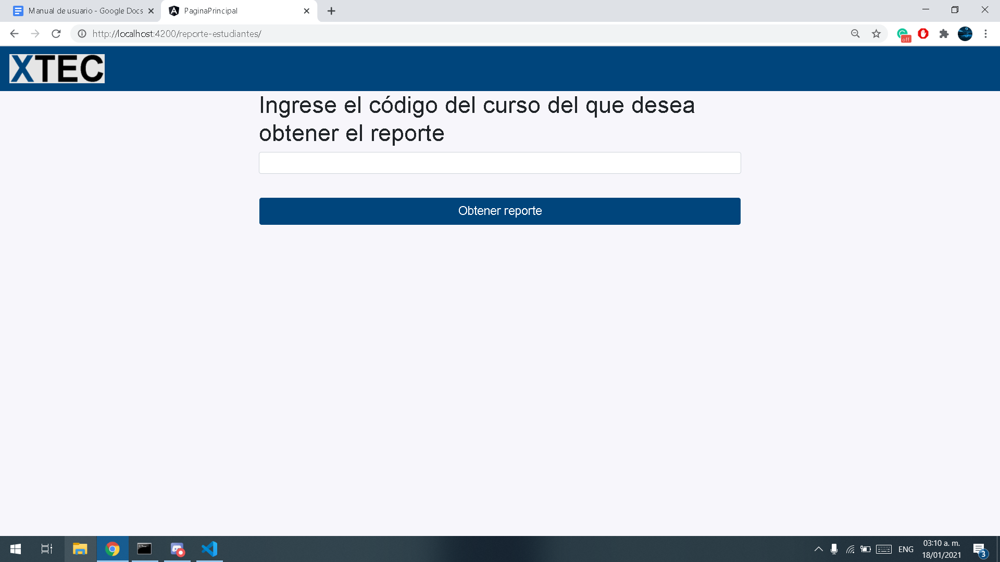 Manual de usuario - Google Docs
PaginaPrincipal
http://localhost:4200/reporte-estudiantes/
off
XTEC
Ingrese el código del curso del que desea
obtener el reporte
Obtener reporte
ENG
03:10 a. m.
18/01/2021
3